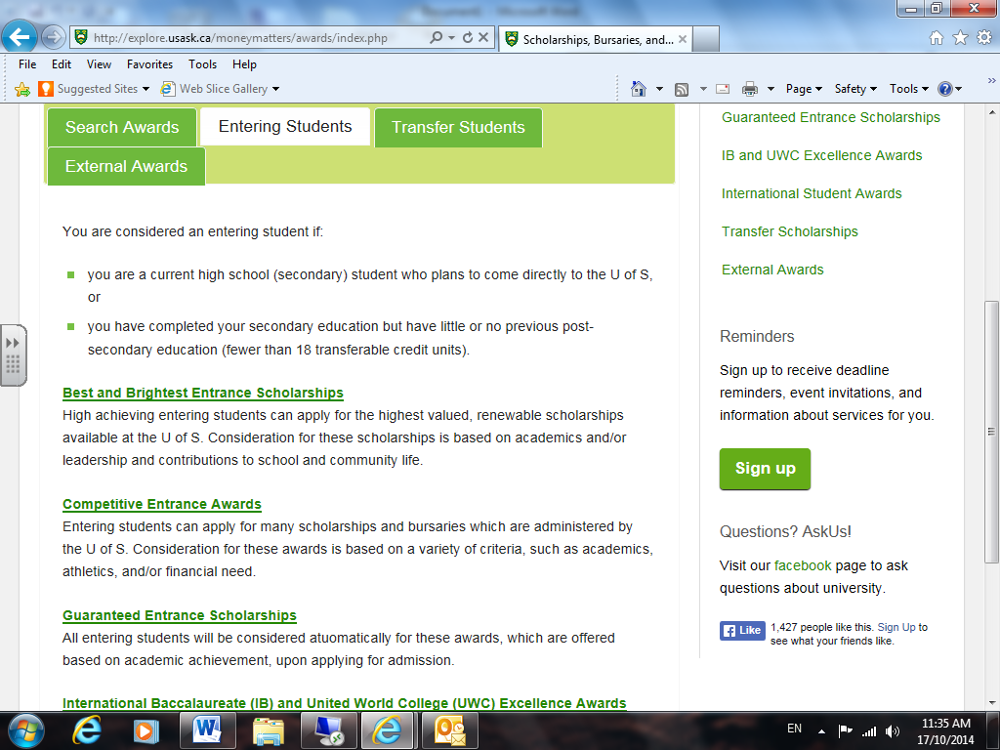 Document1 - Microsoft Word
http://explore.usask.ca/moneymatters/awards/index.php
Scholarships, Bursaries, and...
File Edit View Favorites Tools Help
Suggested Sites Web Slice Gallery
Page Safety Tools
Search Awards Entering Students Transfer Students
External Awards
You are considered an entering student if:
you are a current high school (secondary) student who plans to come directly to the U of S,
or
you have completed your secondary education but have little or no previous post-
secondary education (fewer than 18 transferable credit units).
Best and Brightest Entrance Scholarships
High achieving entering students can apply for the highest valued, renewable scholarships
available at the U of S. Consideration for these scholarships is based on academics and/or
leadership and contributions to school and community life.
Competitive Entrance Awards
Entering students can apply for many scholarships and bursaries which are administered by
the U of S. Consideration for these awards is based on a variety of criteria, such as academics,
athletics, and/or financial need.
Guaranteed Entrance Scholarships
All entering students will be considered atuomatically for these awards, which are offered
based on academic achievement, upon applying for admission.
International Baccalaureate (IB) and United World College (UWC) Excellence Awards
Guaranteed Entrance Scholarships
IB and UWC Excellence Awards
International Student Awards
Transfer Scholarships
External Awards
Reminders
Sign up to receive deadline
reminders, event invitations, and
information about services for you.
Sign up
Questions? AskUs!
Visit our facebook page to ask
questions about university.
Like 1,427 people like this. Sign Up to
see what your friends like.
EN
11:35 AM
17/10/2014